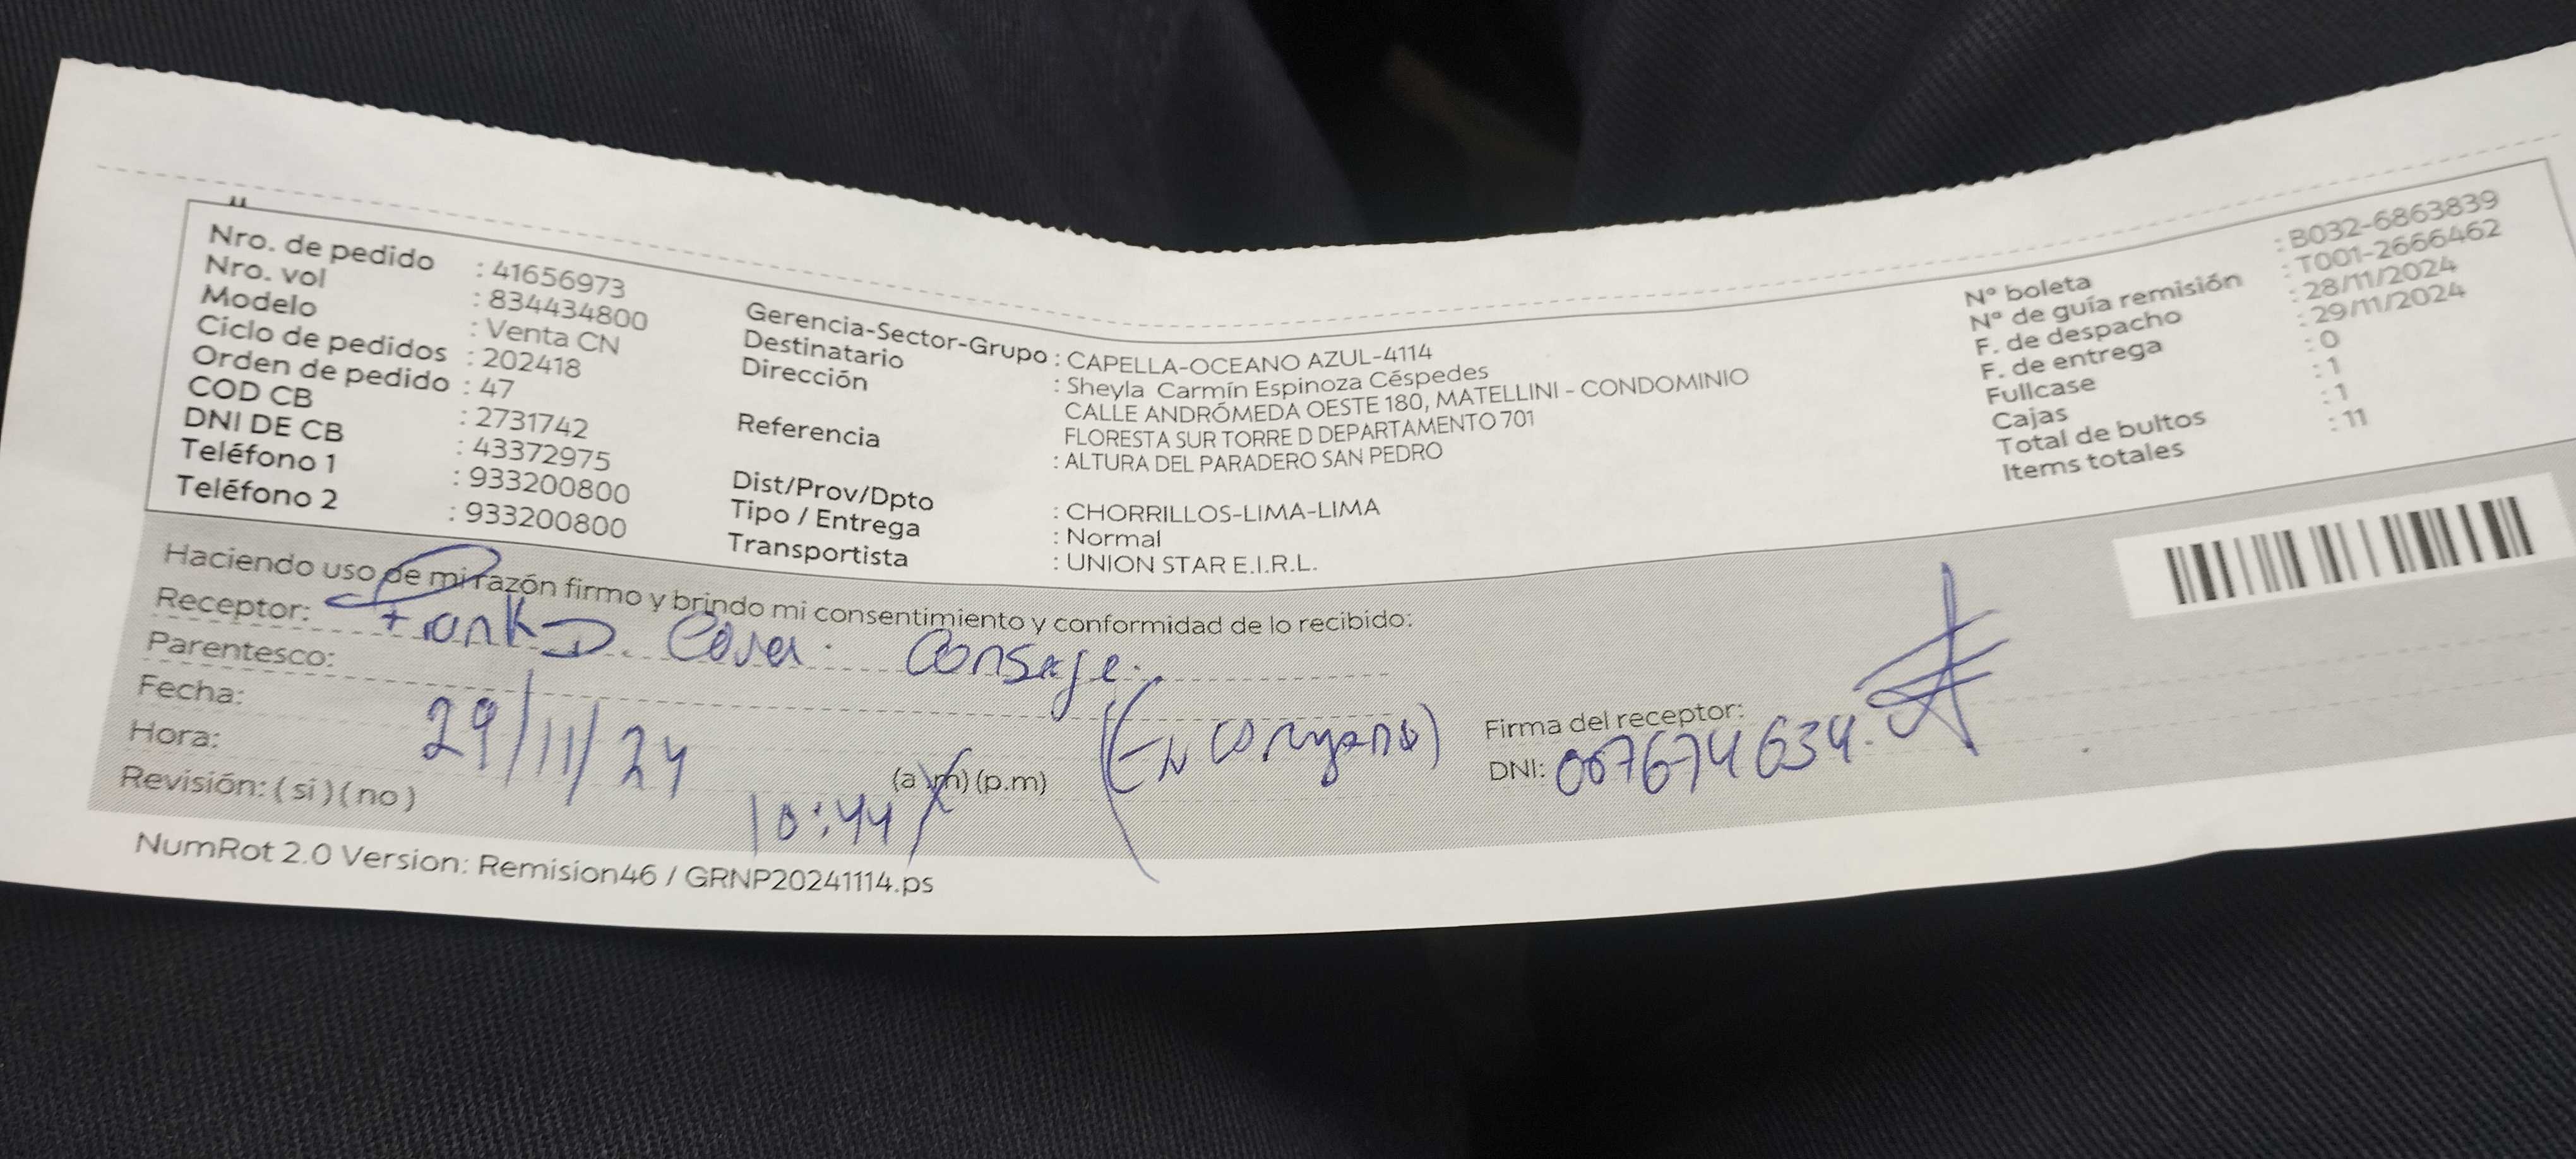 Nro. de pedido : 41656973
Nro. vol : 834434800
Modelo : Venta CN
Ciclo de pedidos : 202418
Orden de pedido : 47
COD CB : 2731742
DNI DE CB : 43372975
Teléfono 1 : 933200800
Teléfono 2 : 933200800
Gerencia-Sector-Grupo : CAPELLA-OCEANO AZUL-4114
Destinatario : Sheyla Carmín Espinoza Céspedes
Dirección CALLE ANDRÓMEDA OESTE 180, MATELLINI - CONDOMINIO
FLORESTA SUR TORRE D DEPARTAMENTO 701
Referencia : ALTURA DEL PARADERO SAN PEDRO
Dist/Prov/Dpto : CHORRILLOS-LIMA-LIMA
Tipo / Entrega : Normal
Transportista : UNION STAR E.I.R.L.
N° boleta : B032-6863839
N° de guía remisión : T001-2666462
F. de despacho : 28/11/2024
F. de entrega : 29/11/2024
Fullcase : 0
Cajas : 1
Total de bultos : 1
Items totales : 11
Haciendo uso de mi razón firmo y brindo mi consentimiento y conformidad de lo recibido:
Receptor: Frank D.
Parentesco:
Fecha: 29/11/24
Hora: 10:44 (a.m) (p.m)
Revisión: ( si ) ( no )
Firma del receptor:
DNI: 007674634.
NumRot 2.0 Version: Remision46 / GRNP20241114.ps